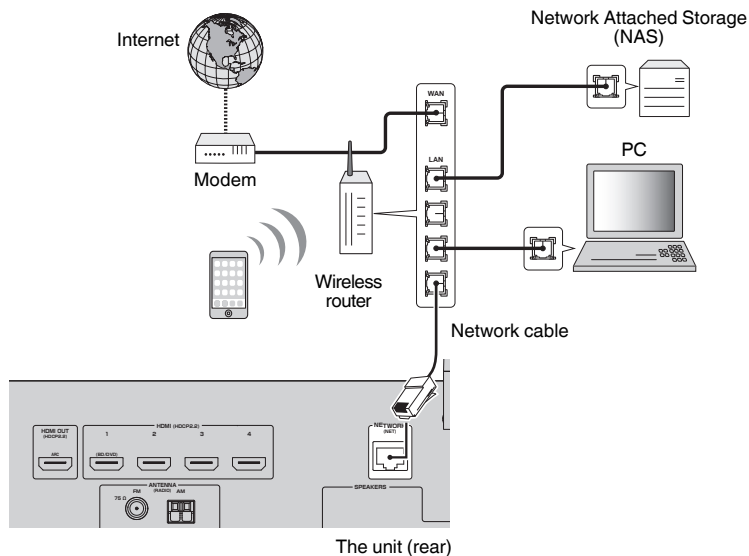 Network Attached Storage
(NAS)
Internet
WAN
LAN
PC
Modem
Wireless
router
Network cable
HDMI OUT
(HDCP2.2)
ARC
HDMI (HDCP2.2)
1
2
3
4
(BD/DVD)
NETWORK
(NET)
ANTENNA
(RADIO)
FM
AM
75 Ω
SPEAKERS
The unit (rear)